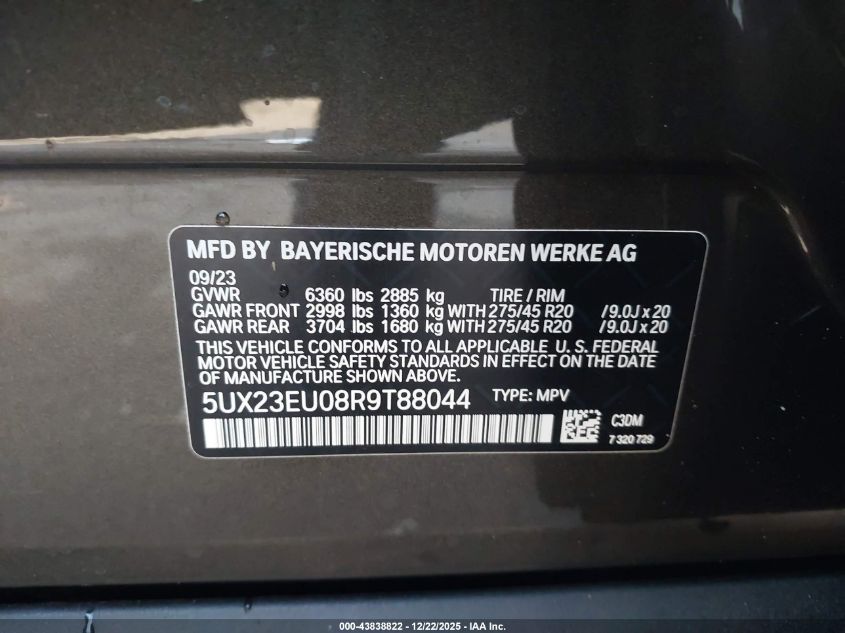 MFD BY BAYERISCHE MOTOREN WERKE AG
09/23
GVWR 6360 lbs 2885 kg TIRE / RIM
GAWR FRONT 2998 lbs 1360 kg WITH 275/45 R20 /9.0J x 20
GAWR REAR 3704 lbs 1680 kg WITH 275/45 R20 /9.0J x 20
THIS VEHICLE CONFORMS TO ALL APPLICABLE U. S. FEDERAL
MOTOR VEHICLE SAFETY STANDARDS IN EFFECT ON THE DATE
OF MANUFACTURE SHOWN ABOVE.
5UX23EU08R9T88044 TYPE: MPV
C3DM
7 320 729
000-43838822 - 12/22/2025 - IAA Inc.